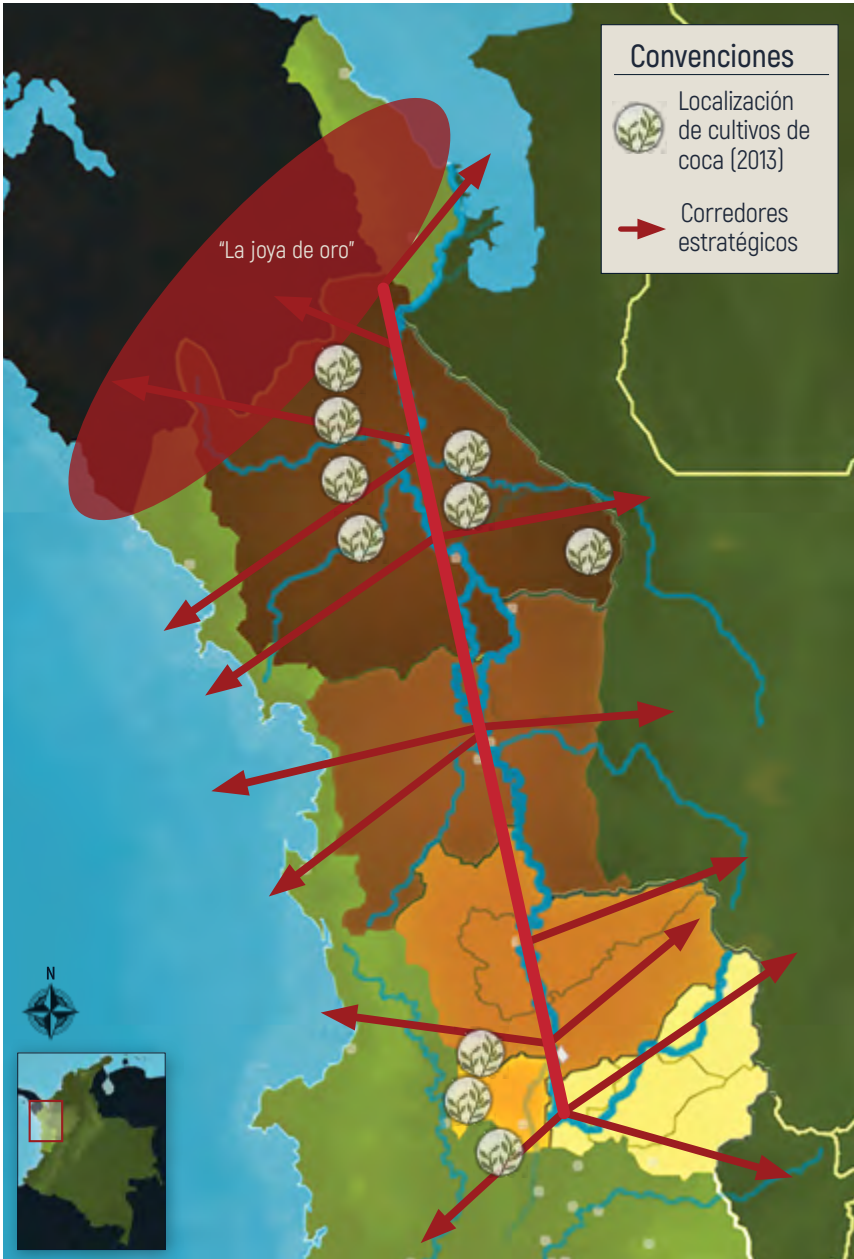 Convenciones
Localización
de cultivos de
coca (2013)
Corredores
estratégicos
"La joya de oro"
N